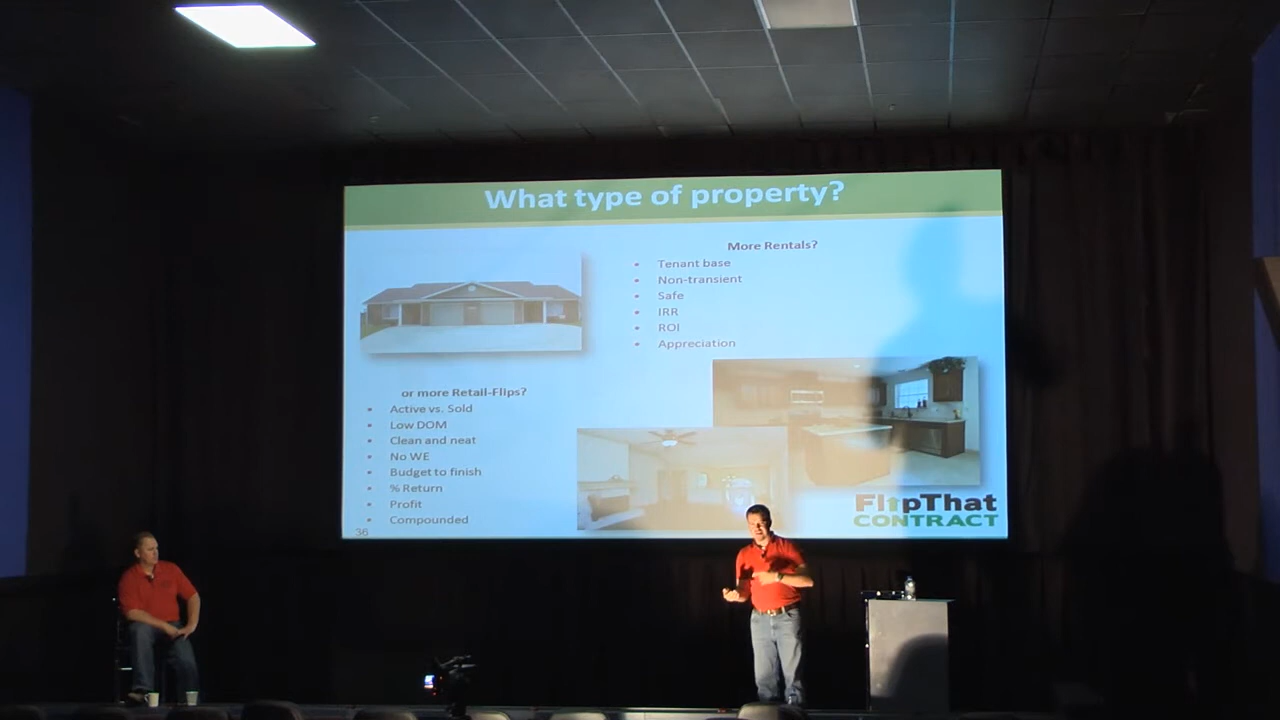 What type of property?
More Rentals?
• Tenant base
• Non-transient
• Safe
• IRR
• ROI
• Appreciation
or more Retail-Flips?
• Active vs. Sold
• Low DOM
• Clean and neat
• No WE
• Budget to finish
• % Return
• Profit
• Compounded
36
FlipThat
CONTRACT